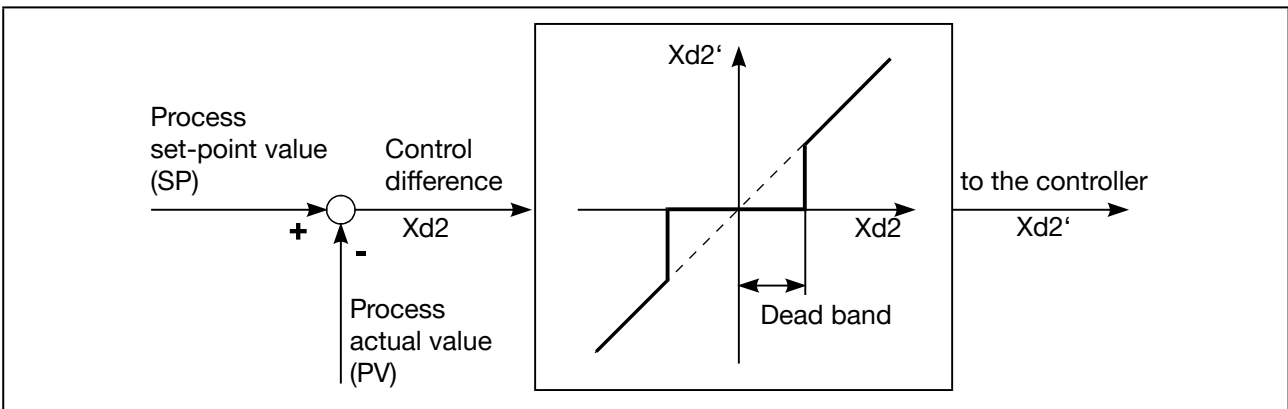 Process
set-point value
(SP)
+
-
Control
difference
Xd2
Process
actual value
(PV)
Xd2‘
Xd2
Dead band
to the controller
Xd2‘